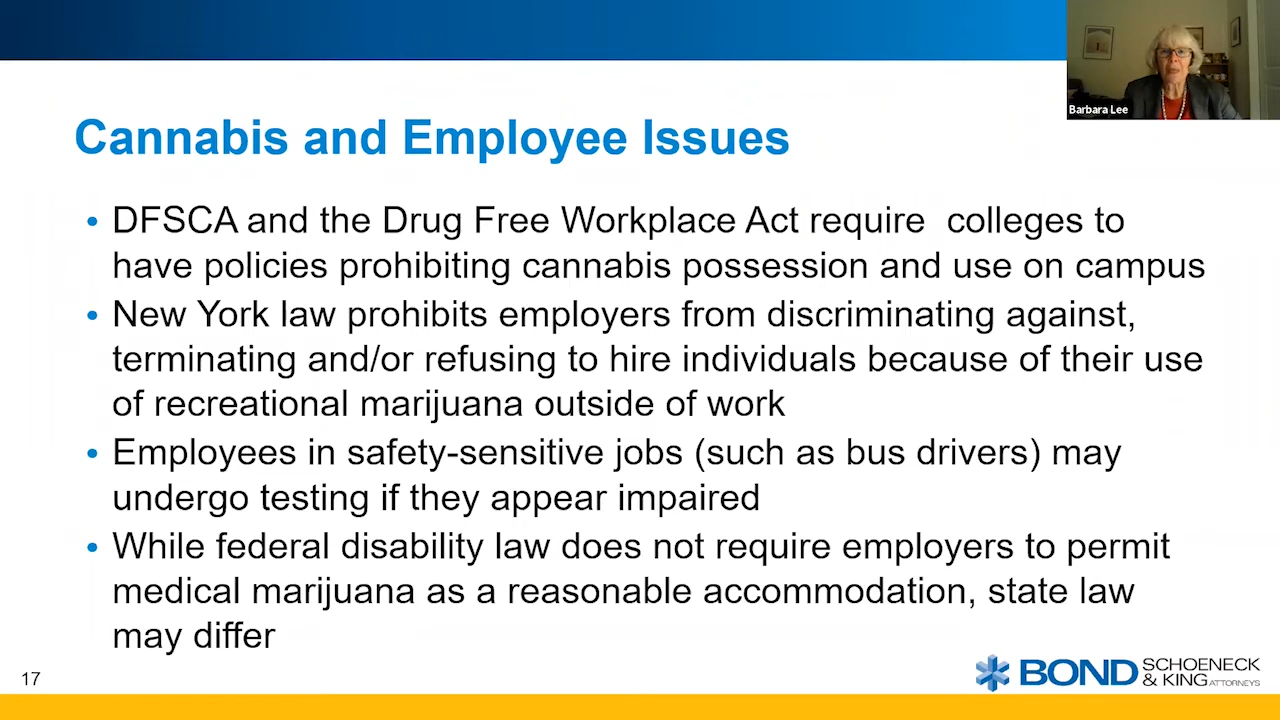 Barbara Lee
Cannabis and Employee Issues
• DFSCA and the Drug Free Workplace Act require  colleges to
have policies prohibiting cannabis possession and use on campus
• New York law prohibits employers from discriminating against,
terminating and/or refusing to hire individuals because of their use
of recreational marijuana outside of work
• Employees in safety-sensitive jobs (such as bus drivers) may
undergo testing if they appear impaired
• While federal disability law does not require employers to permit
medical marijuana as a reasonable accommodation, state law
may differ
17
BOND SCHOENECK
& KING ATTORNEYS